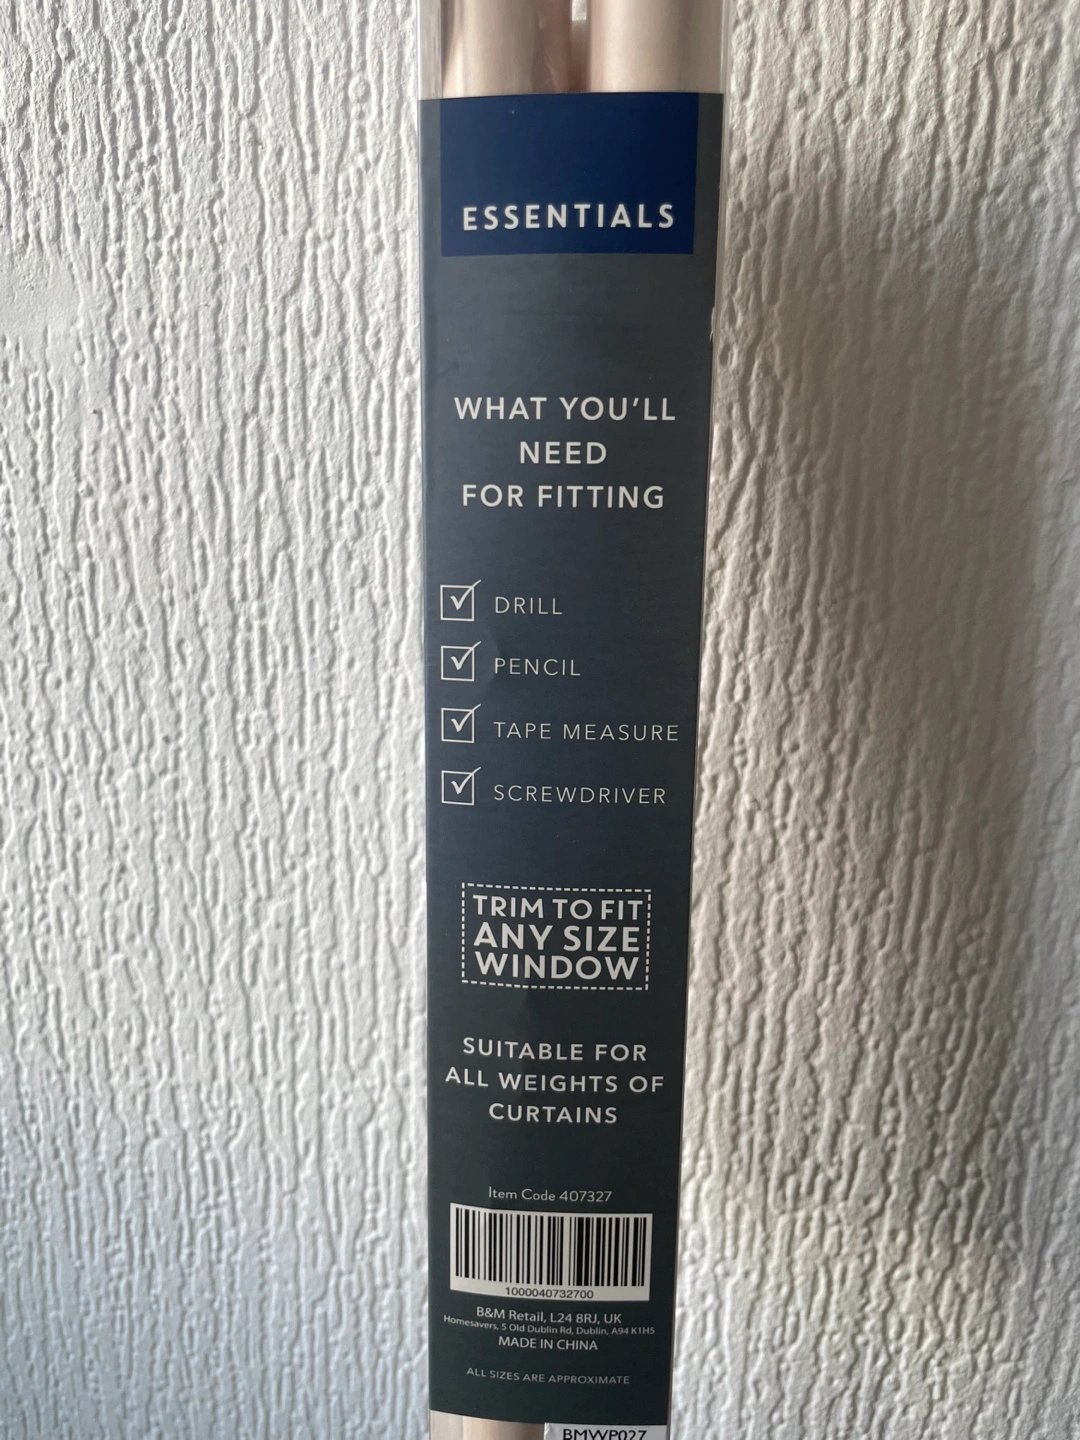 ESSENTIALS
WHAT YOU'LL
NEED
FOR FITTING
DRILL
PENCIL
TAPE MEASURE
SCREWDRIVER
TRIM TO FIT
ANY SIZE
WINDOW
SUITABLE FOR
ALL WEIGHTS OF
CURTAINS
Item Code 407327
1000040732700
B&M Retail, L24 8RJ, UK
Homesavers, 5 Old Dublin Rd, Dublin, A94 K1H5
MADE IN CHINA
ALL SIZES ARE APPROXIMATE
BMWP027